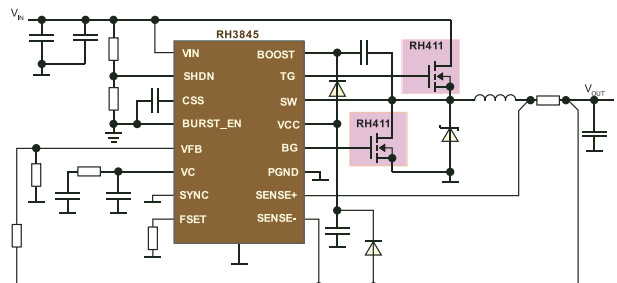 VIN
RH3845
RH411
VIN
BOOST
SHDN
TG
CSS
SW
VOUT
BURST_EN
VCC
RH411
VFB
BG
VC
PGND
SYNC
SENSE+
FSET
SENSE-